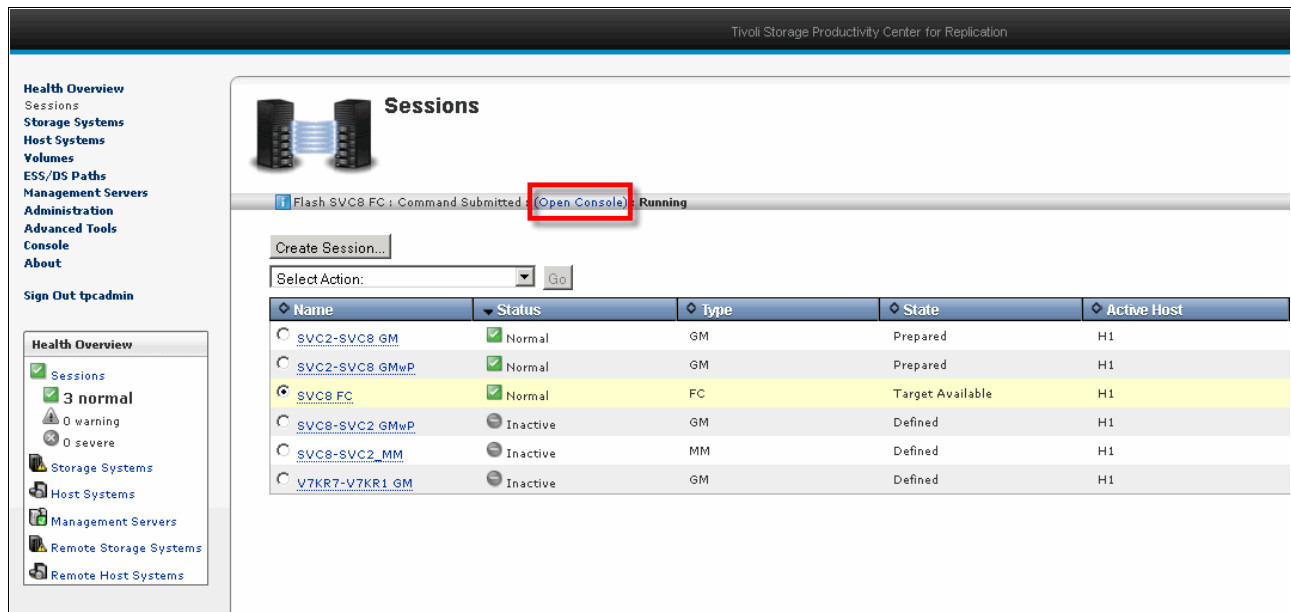 Tivoli Storage Productivity Center for Replication
Health Overview
Sessions
Storage Systems
Host Systems
Volumes
ESS/DS Paths
Management Servers
Administration
Advanced Tools
Console
About
Sign Out tpcadmin
Health Overview
Sessions
3 normal
0 warning
0 severe
Storage Systems
Host Systems
Management Servers
Remote Storage Systems
Remote Host Systems
Sessions
Flash SVC8 FC : Command Submitted : (Open Console) : Running
Create Session...
Select Action: Go
Name Status Type State Active Host
SVC2-SVC8 GM Normal GM Prepared H1
SVC2-SVC8 GMwP Normal GM Prepared H1
SVC8 FC Normal FC Target Available H1
SVC8-SVC2 GMwP Inactive GM Defined H1
SVC8-SVC2_MM Inactive MM Defined H1
V7KR7-V7KR1 GM Inactive GM Defined H1